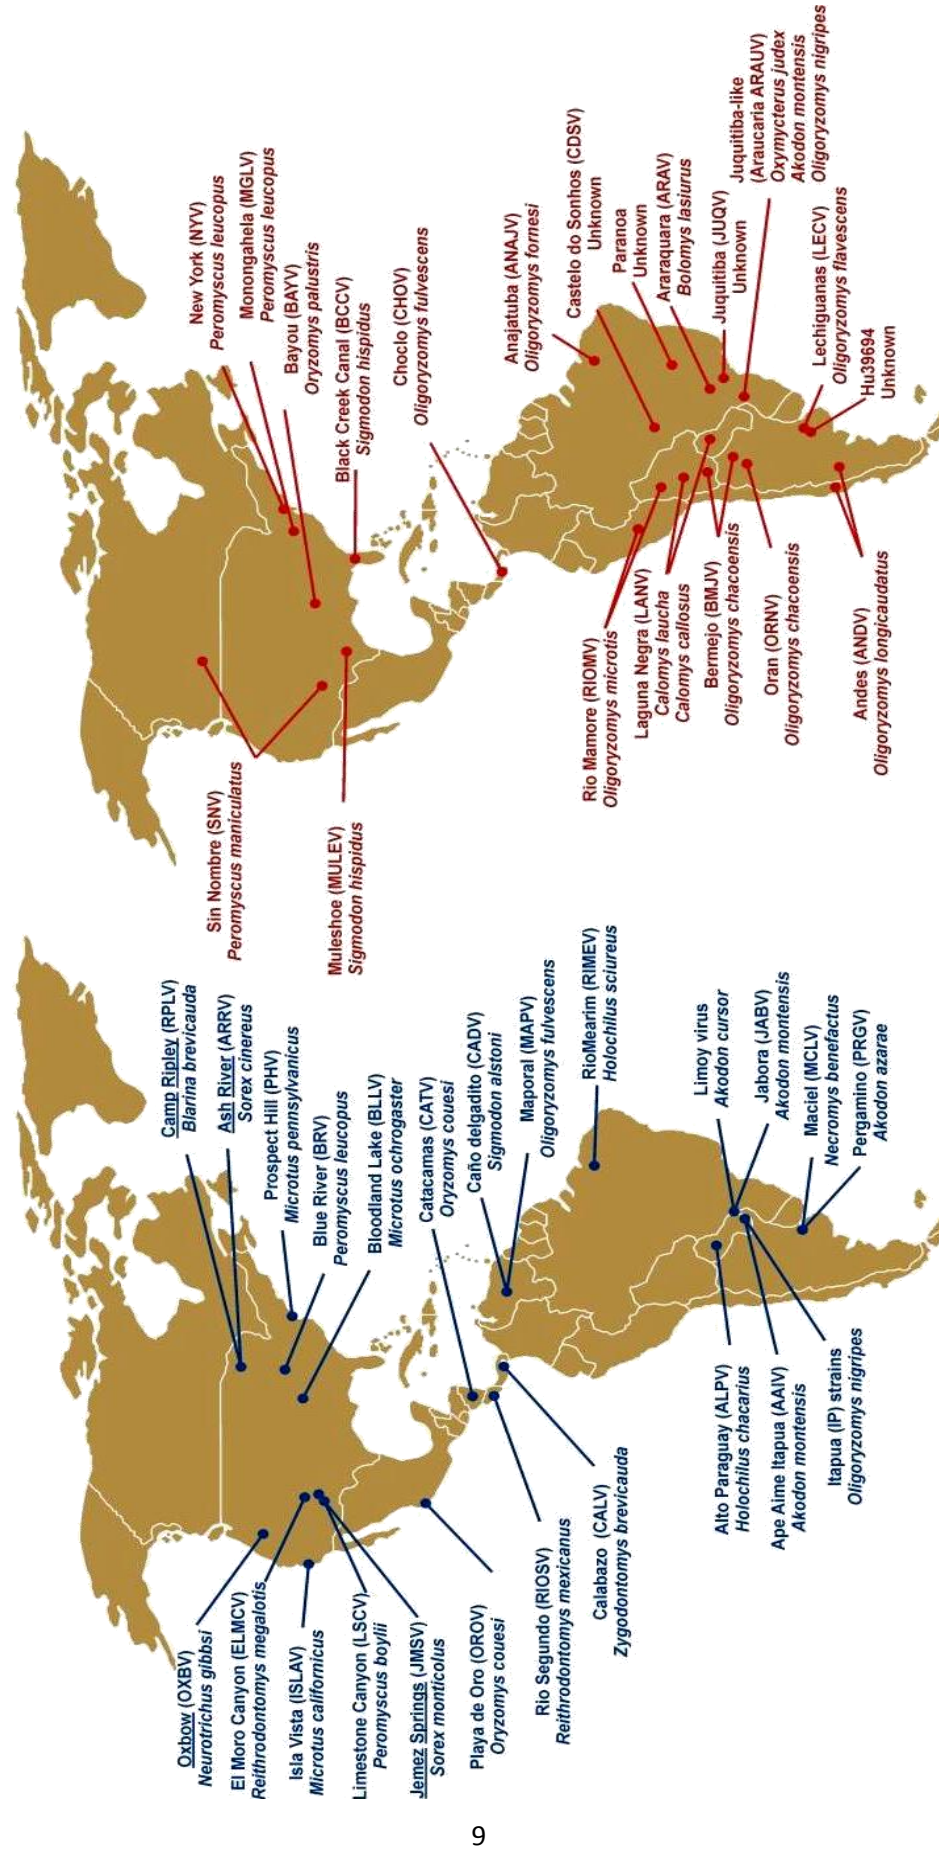 Camp Ripley (RPLV)
Blarina brevicauda
Ash River (ARRV)
Sorex cinereus
Prospect Hill (PHV)
Microtus pennsylvanicus
Blue River (BRV)
Peromyscus leucopus
Bloodland Lake (BLLV)
Microtus ochrogaster
Catacamas (CATV)
Oryzomys couesi
Caño delgadito (CADV)
Sigmodon alstoni
Maporal (MAPV)
Oligoryzomys fulvescens
RioMearim (RIMEV)
Holochilus sciureus
Limoy virus
Akodon cursor
Jabora (JABV)
Akodon montensis
Maciel (MCLV)
Necromys benefactus
Pergamino (PRGV)
Akodon azarae
Oxbow (OXBV)
Neurotrichus gibbsi
El Moro Canyon (ELMCV)
Reithrodontomys megalotis
Isla Vista (ISLAV)
Microtus californicus
Limestone Canyon (LSCV)
Peromyscus boylii
Jemez Springs (JMSV)
Sorex monticolus
Playa de Oro (OROV)
Oryzomys couesi
Rio Segundo (RIOSV)
Reithrodontomys mexicanus
Calabazo (CALV)
Zygodontomys brevicauda
Alto Paraguay (ALPV)
Holochilus chacarius
Ape Aime Itapua (AAIV)
Akodon montensis
Itapua (IP) strains
Oligoryzomys nigripes
New York (NYV)
Peromyscus leucopus
Monongahela (MGLV)
Peromyscus leucopus
Bayou (BAYV)
Oryzomys palustris
Black Creek Canal (BCCV)
Sigmodon hispidus
Choclo (CHOV)
Oligoryzomys fulvescens
Anajatuba (ANAJV)
Oligoryzomys fornesi
Castelo do Sonhos (CDSV)
Unknown
Paranoa
Unknown
Araraquara (ARAV)
Bolomys lasiurus
Juquitiba (JUQV)
Unknown
Juquitiba-like
(Araucaria ARAUV)
Oxymycterus judex
Akodon montensis
Oligoryzomys nigripes
Lechiguanas (LECV)
Oligoryzomys flavescens
Hu39694
Unknown
Sin Nombre (SNV)
Peromyscus maniculatus
Muleshoe (MULEV)
Sigmodon hispidus
Rio Mamore (RIOMV)
Oligoryzomys microtis
Laguna Negra (LANV)
Calomys laucha
Calomys callosus
Bermejo (BMJV)
Oligoryzomys chacoensis
Oran (ORNV)
Oligoryzomys chacoensis
Andes (ANDV)
Oligoryzomys longicaudatus
9